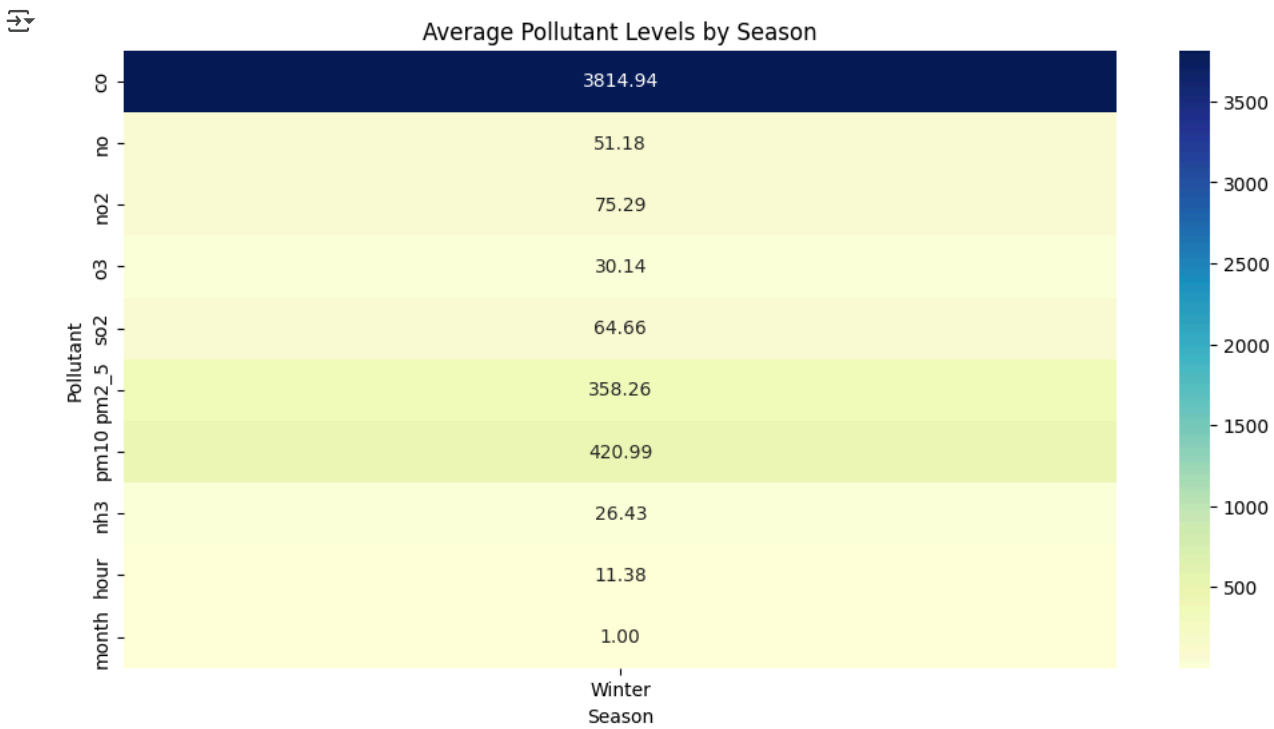 Average Pollutant Levels by Season
Pollutant
co
3814.94
no
51.18
no2
75.29
o3
30.14
so2
64.66
pm2_5
358.26
pm10
420.99
nh3
26.43
hour
11.38
month
1.00
Winter
Season
3500
3000
2500
2000
1500
1000
500